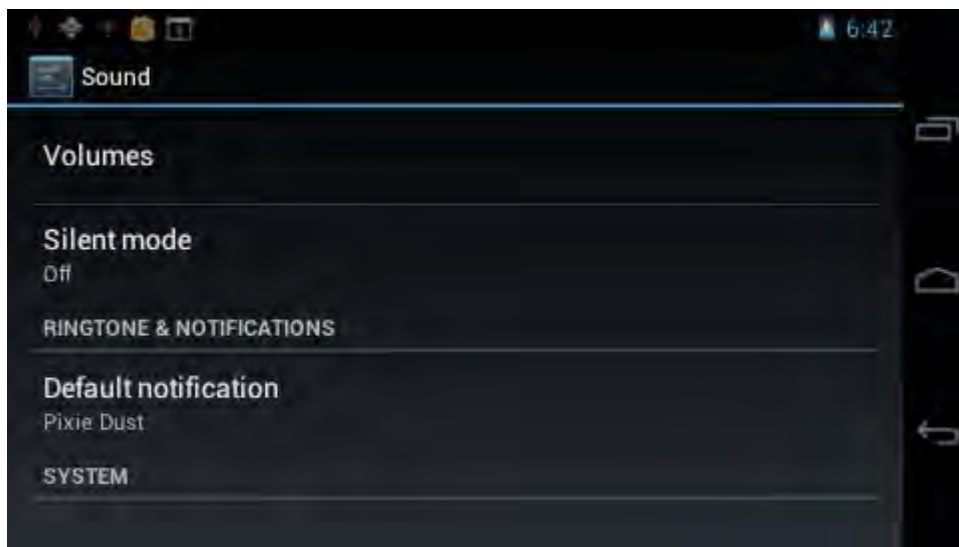 6:42
Sound
Volumes
Silent mode
Off
RINGTONE & NOTIFICATIONS
Default notification
Pixie Dust
SYSTEM